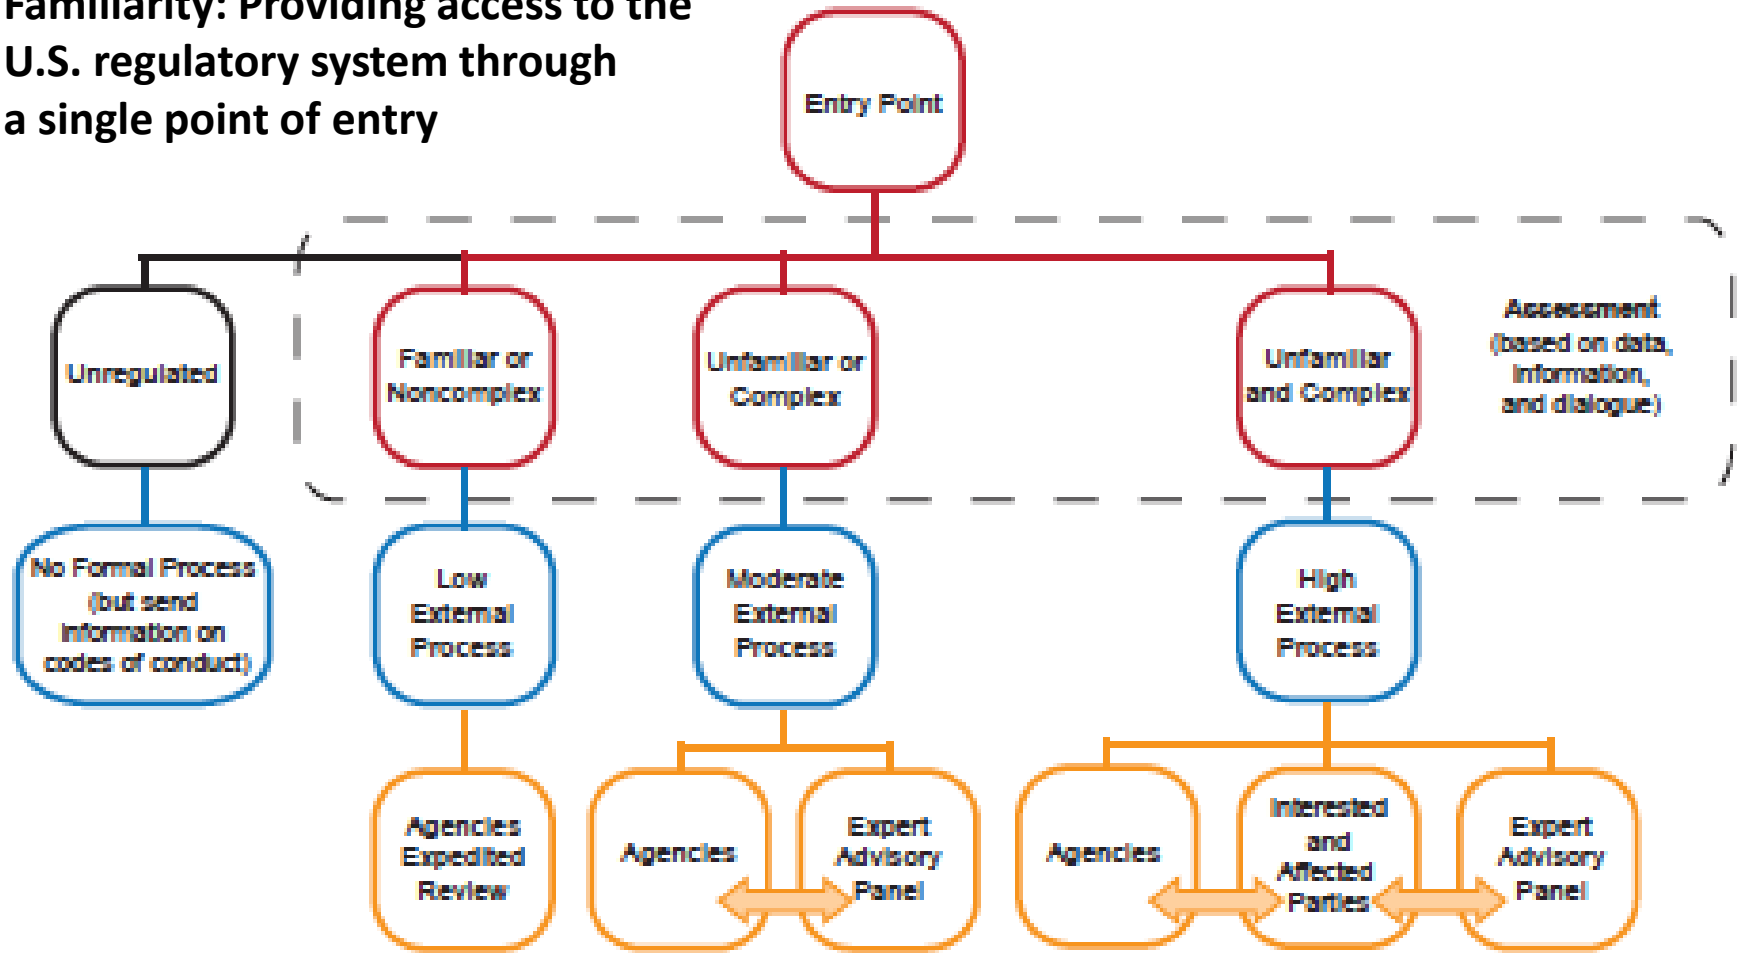 Familiarity: Providing access to the
U.S. regulatory system through
a single point of entry
Entry Point
Unregulated
Familiar or
Noncomplex
Unfamiliar or
Complex
Unfamiliar
and Complex
Assessment
(based on data,
information,
and dialogue)
No Formal Process
(but send
information on
codes of conduct)
Low
External
Process
Moderate
External
Process
High
External
Process
Agencies
Expedited
Review
Agencies
Expert
Advisory
Panel
Agencies
Interested
and
Affected
Parties
Expert
Advisory
Panel